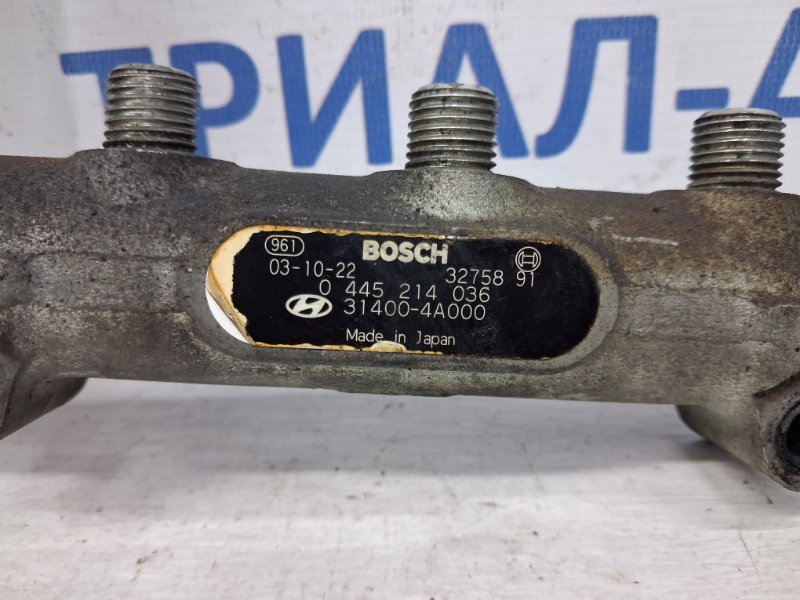 ТРИАЛ-А
961 BOSCH
03-10-22 32758 91
0 445 214 036
31400-4A000
Made in Japan